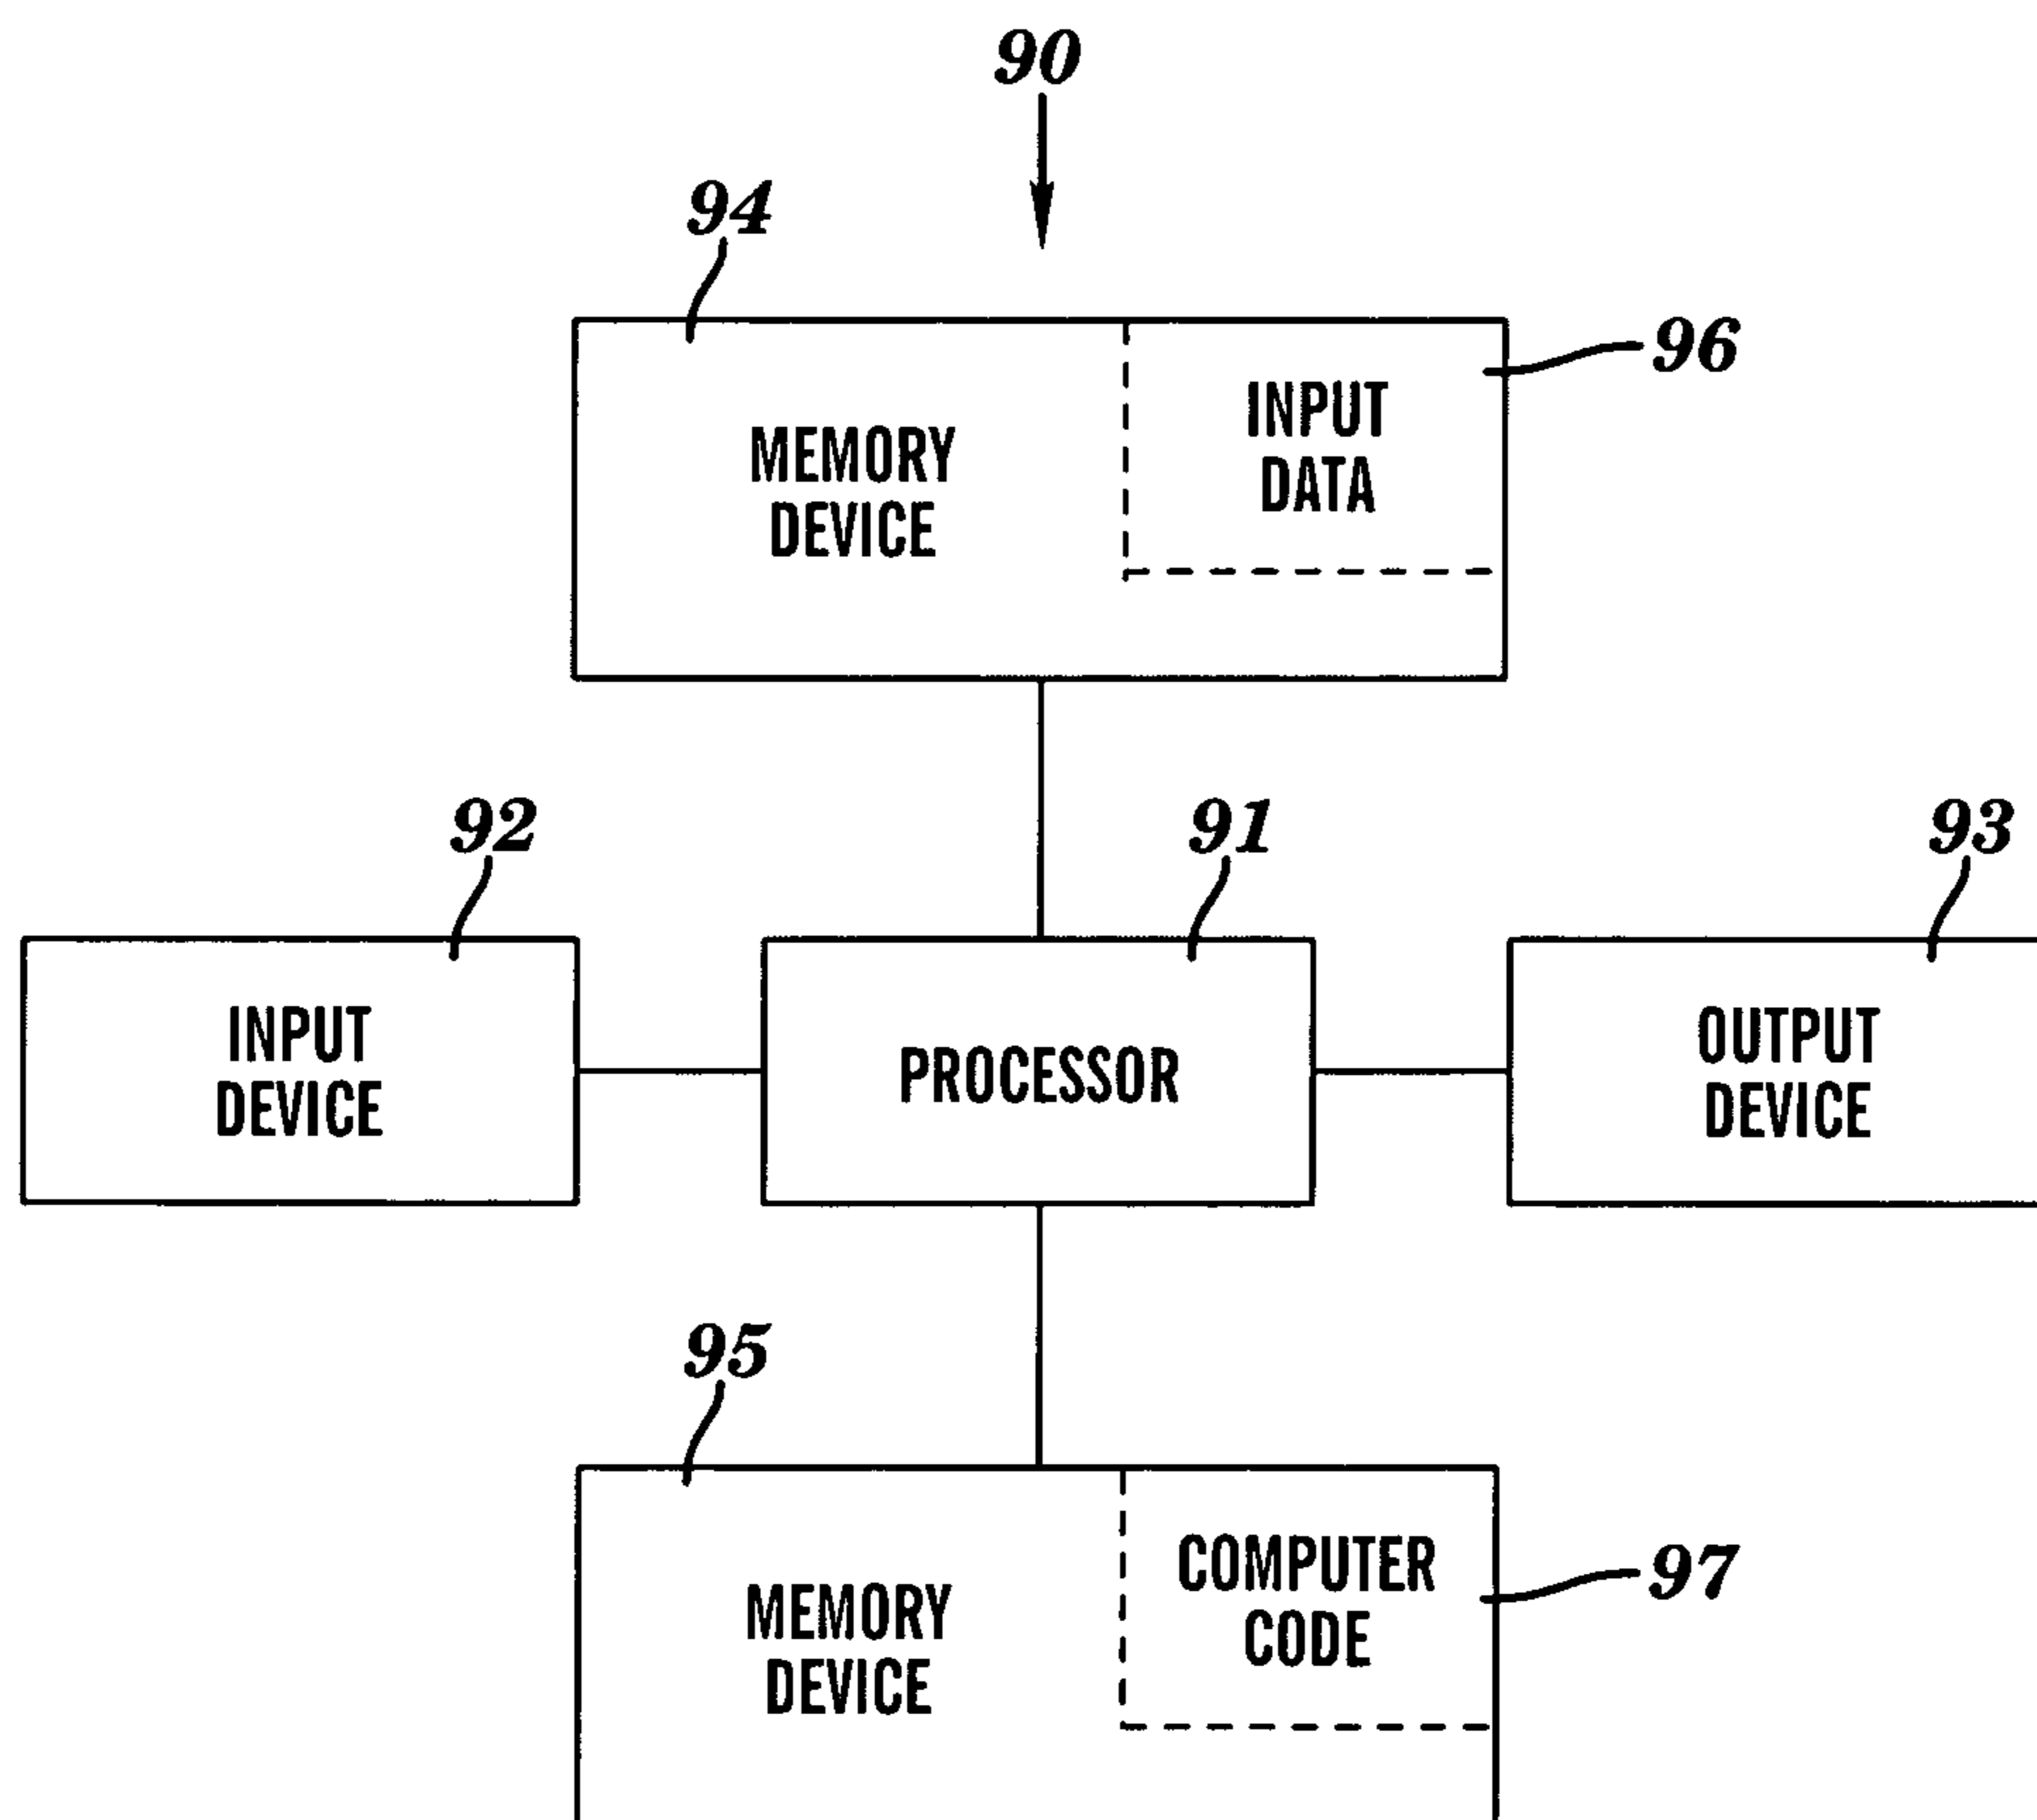 90
94
96
MEMORY
DEVICE
INPUT
DATA
92
91
93
INPUT
DEVICE
PROCESSOR
OUTPUT
DEVICE
95
97
MEMORY
DEVICE
COMPUTER
CODE